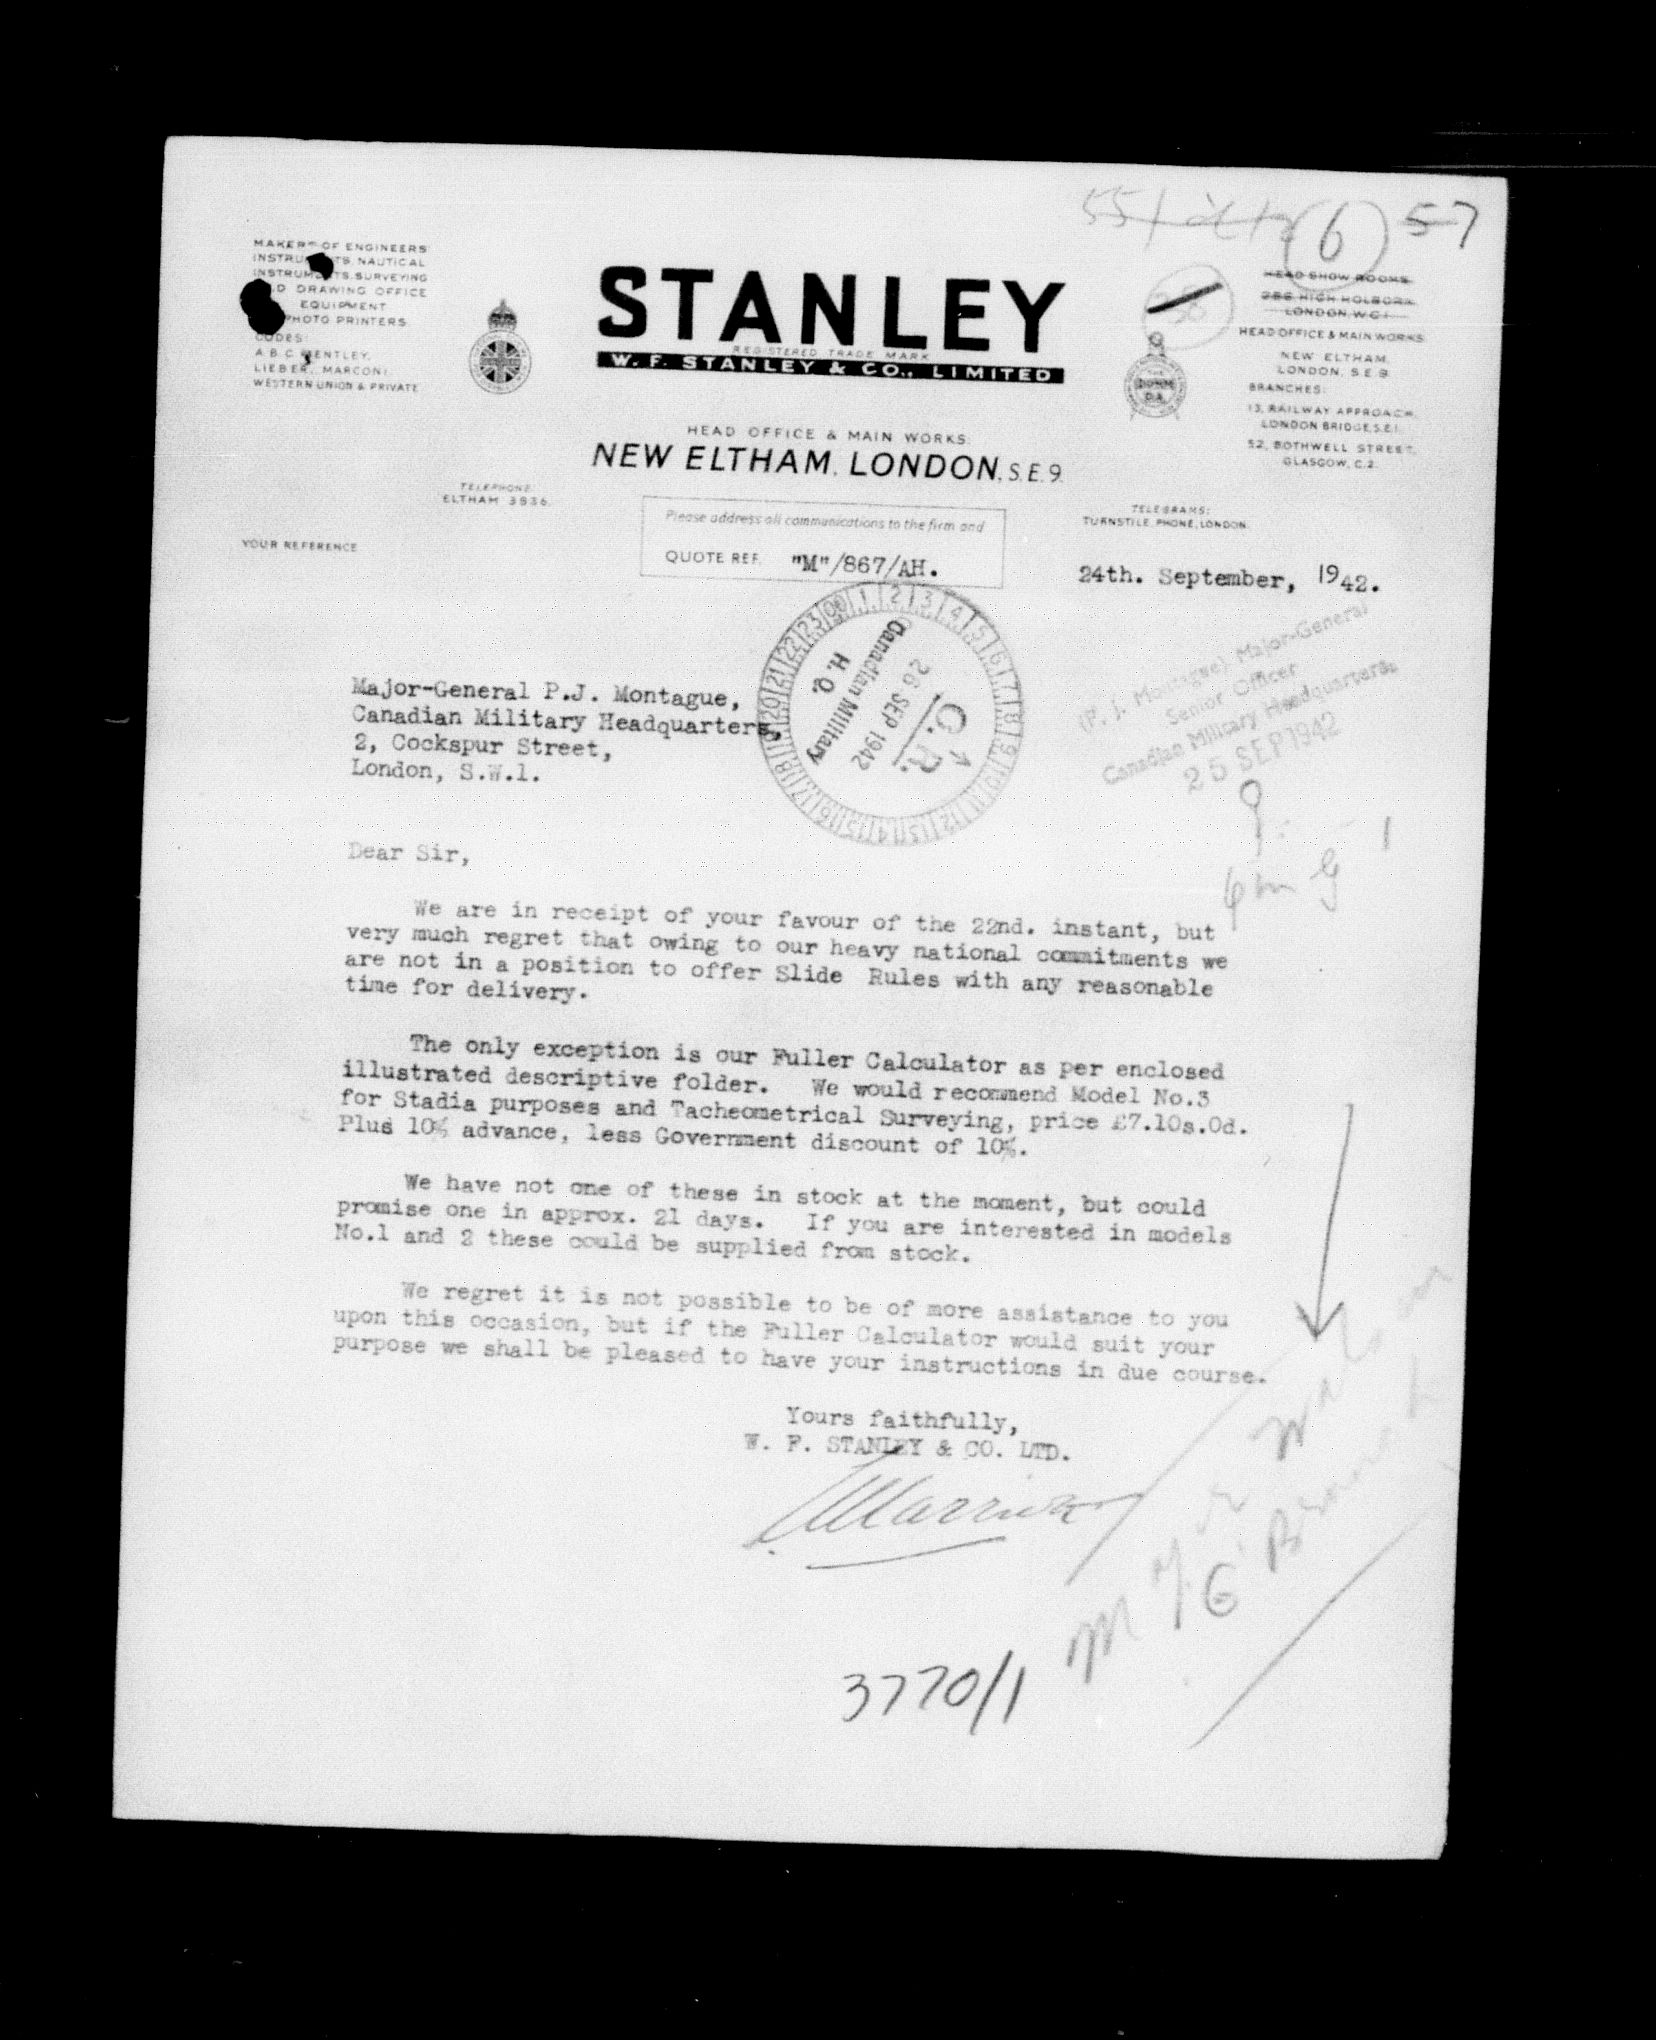 55/
6
57
MAKERS OF ENGINEERS
INSTRUMENTS, NAUTICAL
INSTRUMENTS, SURVEYING
DRAWING OFFICE
EQUIPMENT
PHOTO PRINTERS
CODES
A.B.C. BENTLEY,
LIEBER, MARCONI,
WESTERN UNION & PRIVATE
STANLEY
REGISTERED TRADE MARK
W. F. STANLEY & CO., LIMITED
HEAD OFFICE & MAIN WORKS:
NEW ELTHAM, LONDON, S.E.9.
HEAD SHOW ROOMS
286 HIGH HOLBORN
LONDON, W.C.1
HEAD OFFICE & MAIN WORKS
NEW ELTHAM,
LONDON, S.E.9.
BRANCHES:
13, RAILWAY APPROACH,
LONDON BRIDGE, S.E.1.
52, BOTHWELL STREET,
GLASGOW, C.2.
TELEPHONE:
ELTHAM 3836.
TELEGRAMS:
TURNSTILE, PHONE, LONDON.
YOUR REFERENCE
Please address all communications to the firm and
QUOTE REF. "M"/867/AH.
24th. September, 1942.
Canadian Military
H. Q.
26 SEP 1942
C. R.
(P. J. Montague) Major-General
Senior Officer
Canadian Military Headquarters
25 SEP 1942
Major-General P.J. Montague,
Canadian Military Headquarters,
2, Cockspur Street,
London, S.W.1.
Dear Sir,
We are in receipt of your favour of the 22nd. instant, but
very much regret that owing to our heavy national commitments we
are not in a position to offer Slide Rules with any reasonable
time for delivery.
The only exception is our Fuller Calculator as per enclosed
illustrated descriptive folder. We would recommend Model No.3
for Stadia purposes and Tacheometrical Surveying, price £7.10s.0d.
Plus 10% advance, less Government discount of 10%.
We have not one of these in stock at the moment, but could
promise one in approx. 21 days. If you are interested in models
No.1 and 2 these could be supplied from stock.
We regret it is not possible to be of more assistance to you
upon this occasion, but if the Fuller Calculator would suit your
purpose we shall be pleased to have your instructions in due course.
Yours faithfully,
W. F. STANLEY & CO. LTD.
3770/1